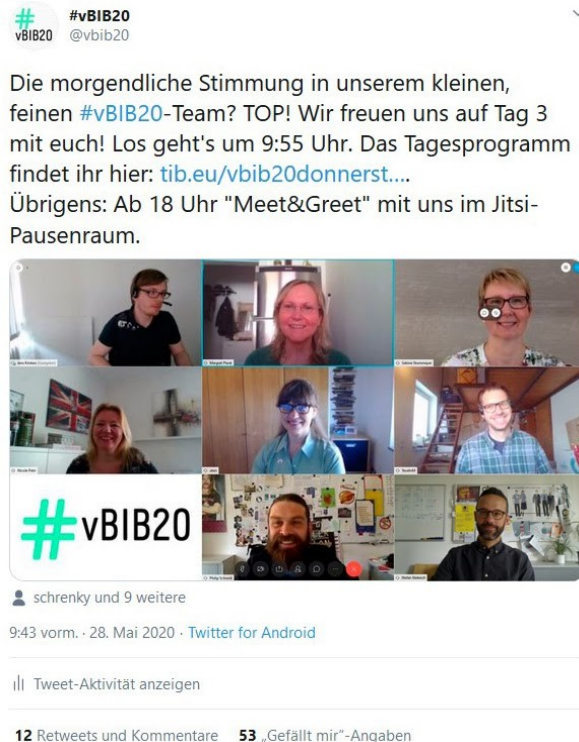 #vBIB20
vBIB20
@vbib20
Die morgendliche Stimmung in unserem kleinen,
feinen #vBIB20-Team? TOP! Wir freuen uns auf Tag 3
mit euch! Los geht's um 9:55 Uhr. Das Tagesprogramm
findet ihr hier: tib.eu/vbib20donnerst....
Übrigens: Ab 18 Uhr "Meet&Greet" mit uns im Jitsi-
Pausenraum.
#vBIB20
schrenky und 9 weitere
9:43 vorm. · 28. Mai 2020 · Twitter for Android
Tweet-Aktivität anzeigen
12 Retweets und Kommentare 53 „Gefällt mir"-Angaben